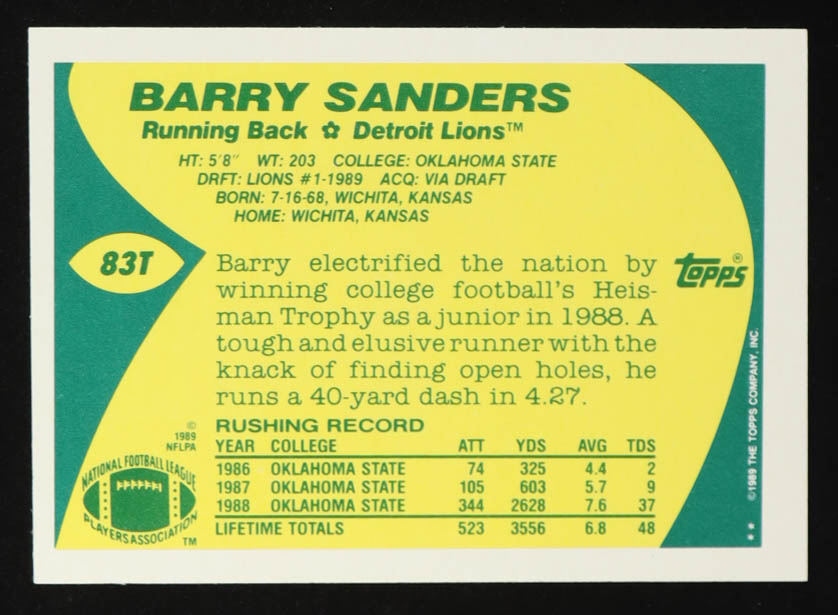 BARRY SANDERS
Running Back ✿ Detroit Lions™
HT: 5'8" WT: 203 COLLEGE: OKLAHOMA STATE
DRFT: LIONS #1-1989 ACQ: VIA DRAFT
BORN: 7-16-68, WICHITA, KANSAS
HOME: WICHITA, KANSAS
83T
Barry electrified the nation by
winning college football's Heis-
man Trophy as a junior in 1988. A
tough and elusive runner with the
knack of finding open holes, he
runs a 40-yard dash in 4.27.
TOPPS®
RUSHING RECORD
YEAR COLLEGE ATT YDS AVG TDS
1986 OKLAHOMA STATE 74 325 4.4 2
1987 OKLAHOMA STATE 105 603 5.7 9
1988 OKLAHOMA STATE 344 2628 7.6 37
LIFETIME TOTALS 523 3556 6.8 48
©
1989
NFLPA
NATIONAL FOOTBALL LEAGUE
PLAYERS ASSOCIATION
TM
** ©1989 THE TOPPS COMPANY, INC.